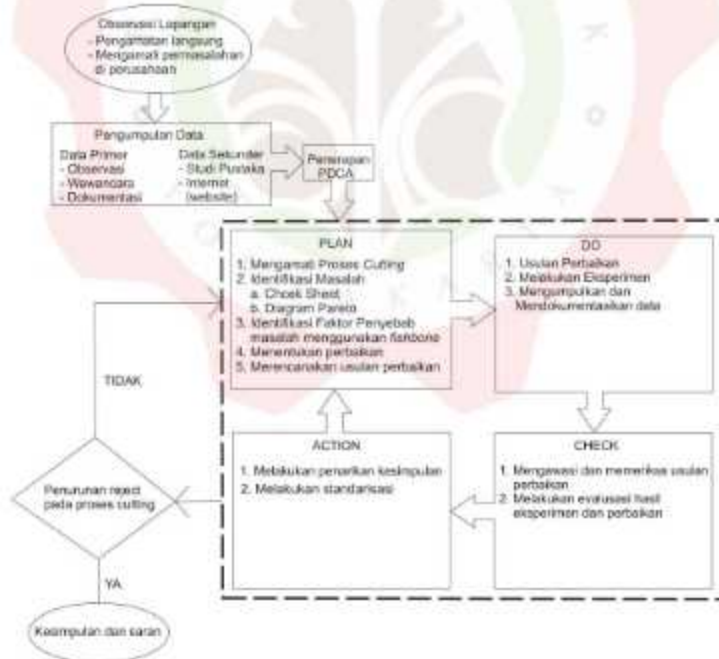 Observasi Lapangan
- Pengamatan langsung
- Mengamati permasalahan
di perusahaan
Pengumpulan Data
Data Primer
- Observasi
- Wawancara
- Dokumentasi
Data Sekunder
- Studi Pustaka
- Internet
(website)
Penerapan
PDCA
PLAN
1. Mengamati Proses Cutting
2. Identifikasi Masalah
a. Check Sheet
b. Diagram Pareto
3. Identifikasi Faktor Penyebab
masalah menggunakan fishbone
4. Menentukan perbaikan
5. Merencanakan usulan perbaikan
DO
1. Usulan Perbaikan
2. Melakukan Eksperimen
3. Mengumpulkan dan
Mendokumentasikan data
CHECK
1. Mengawasi dan memeriksa usulan
perbaikan
2. Melakukan evaluasi hasil
eksperimen dan perbaikan
ACTION
1. Melakukan penarikan kesimpulan
2. Melakukan standarisasi
TIDAK
Penurunan reject
pada proses cutting
YA
Kesimpulan dan saran